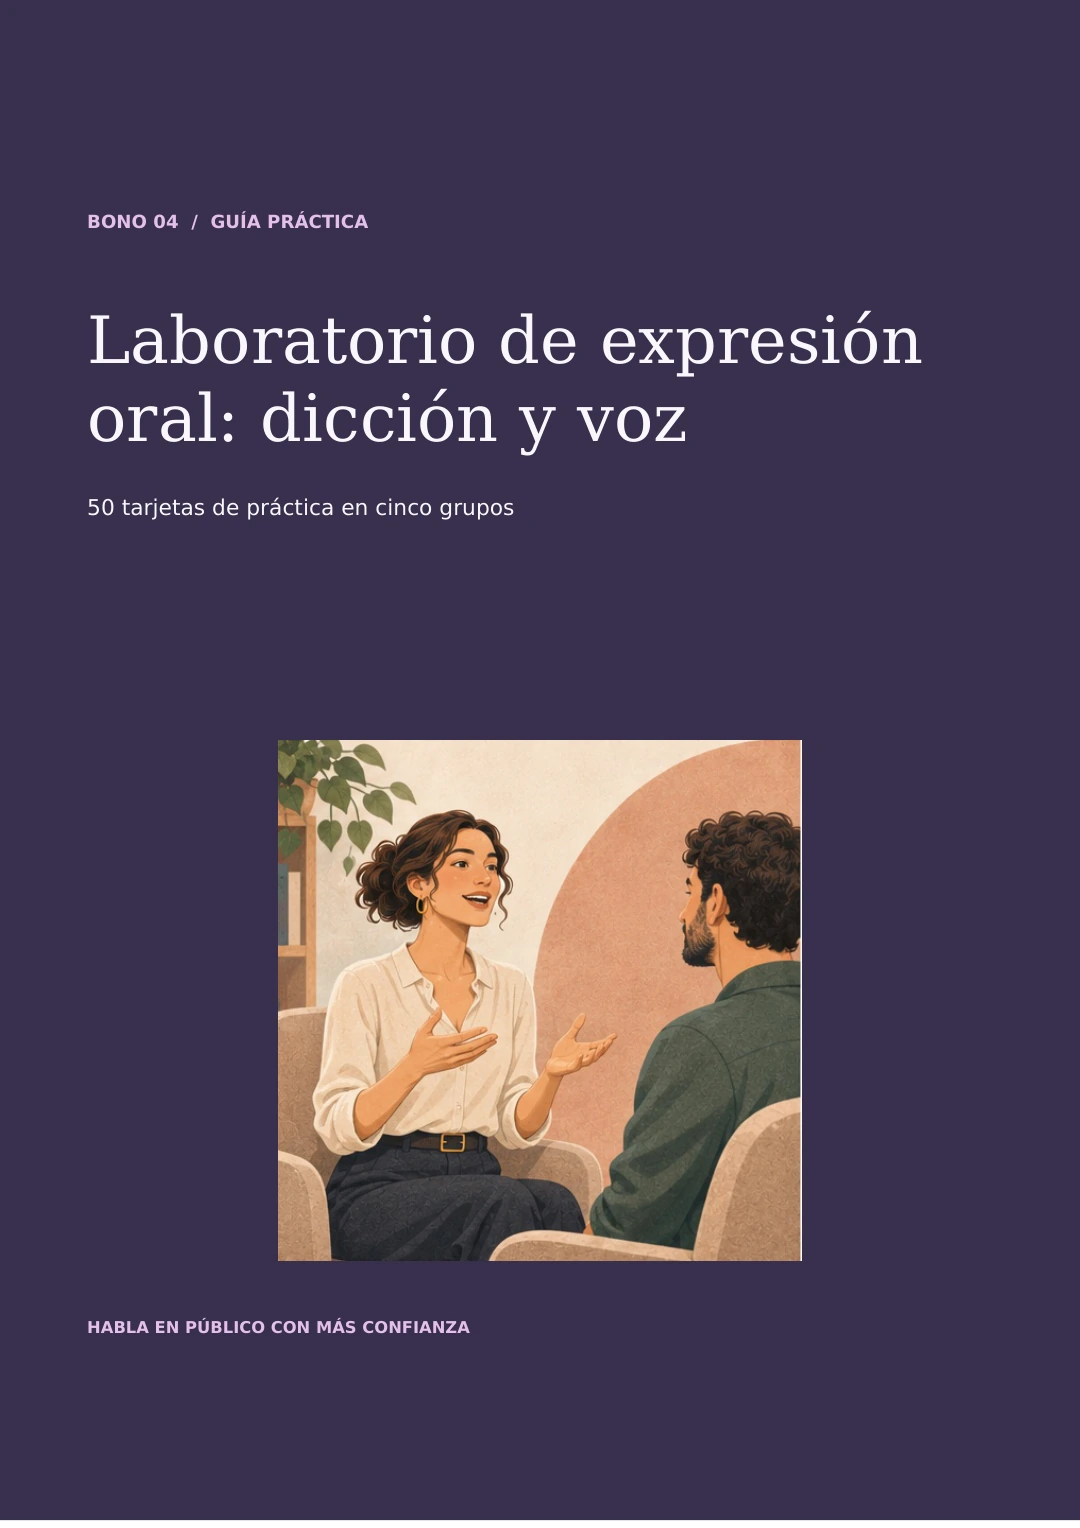 BONO 04 / GUÍA PRÁCTICA
Laboratorio de expresión
oral: dicción y voz
50 tarjetas de práctica en cinco grupos
HABLA EN PÚBLICO CON MÁS CONFIANZA